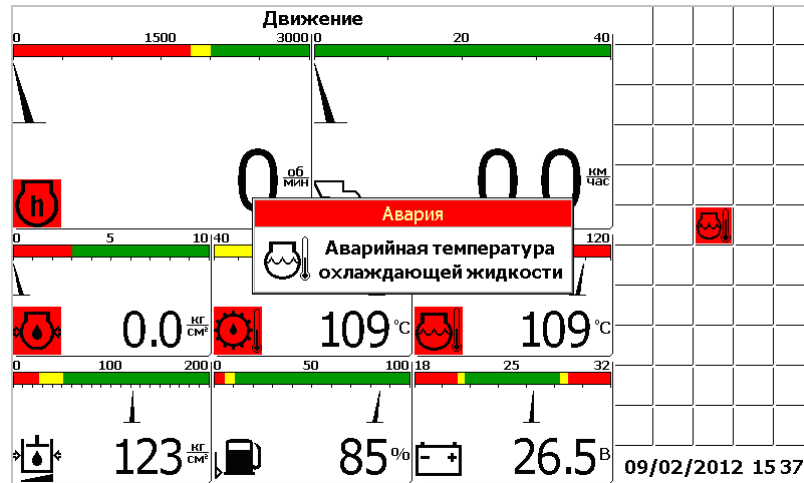 Движение
0 1500 3000
0 20 40
h
0 об/мин
0 0 км/час
Авария
Аварийная температура
охлаждающей жидкости
0 5 10
40
120
0.0 кг/см²
109 °C
109 °C
0 100 200
0 50 100
18 25 32
123 кг/см²
85 %
- +
26.5 В
09/02/2012 15 37